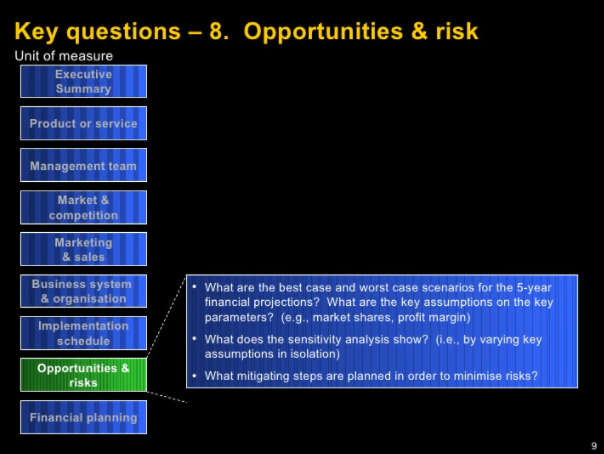 Key questions – 8.  Opportunities & risk
Unit of measure
Executive
Summary
Product or service
Management team
Market &
competition
Marketing
& sales
Business system
& organisation
Implementation
schedule
Opportunities &
risks
Financial planning
• What are the best case and worst case scenarios for the 5-year
financial projections?  What are the key assumptions on the key
parameters?  (e.g., market shares, profit margin)
• What does the sensitivity analysis show?  (i.e., by varying key
assumptions in isolation)
• What mitigating steps are planned in order to minimise risks?
9